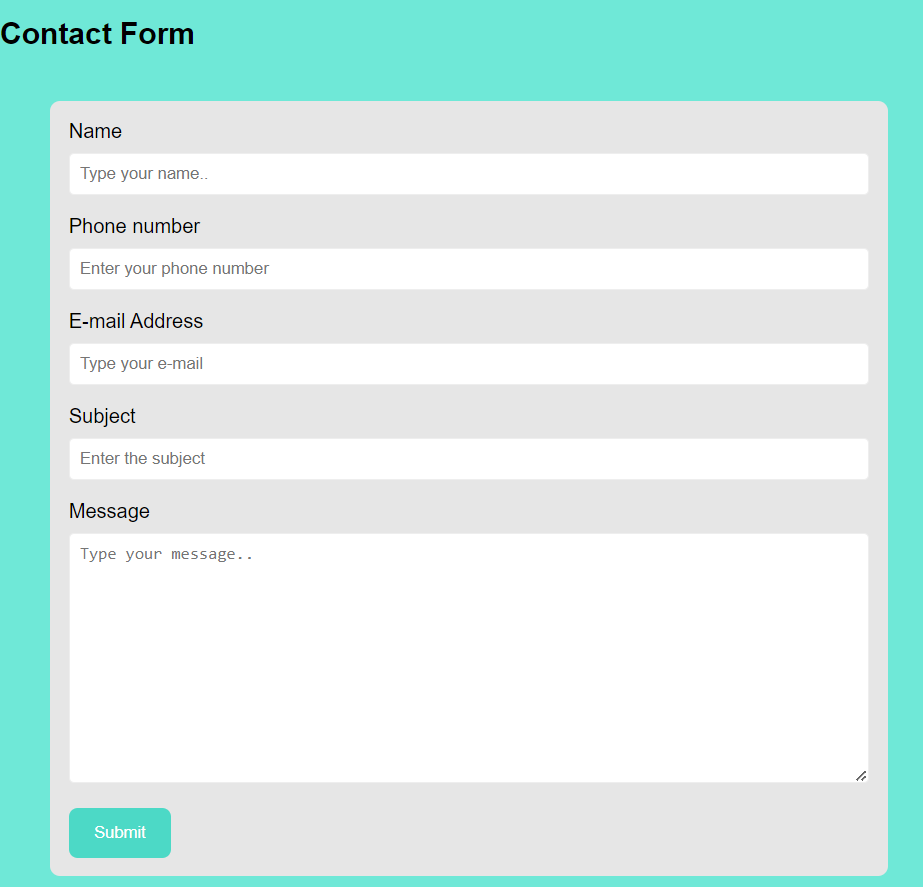 Contact Form
Name
Type your name..
Phone number
Enter your phone number
E-mail Address
Type your e-mail
Subject
Enter the subject
Message
Type your message..
Submit